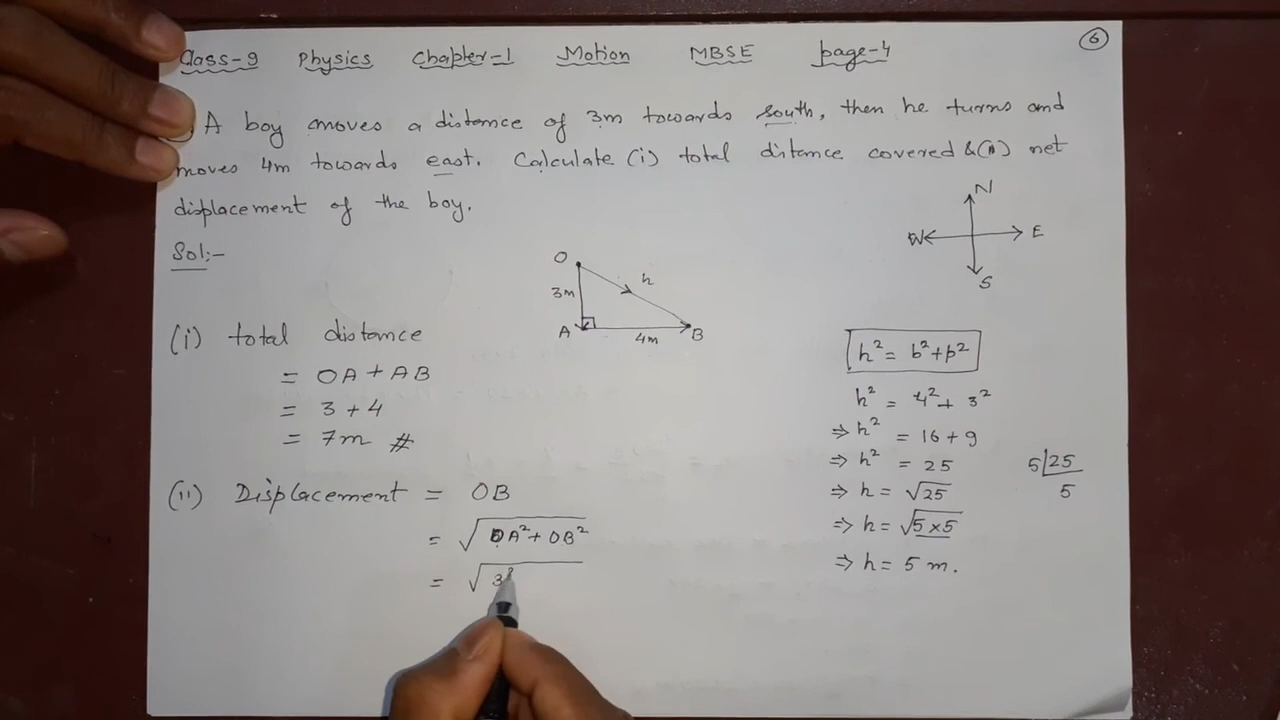 6
Class-9 Physics Chapter-1 Motion MBSE page-4
A boy moves a distance of 3m towards south, then he turns and
moves 4m towards east. Calculate (i) total distance covered & (ii) net
displacement of the boy.
N
W E
S
Sol:-
O
3m h
A B
4m
(i) total distance
= OA + AB
= 3 + 4
= 7m #
(ii) Displacement = OB
= √OA²+ OB²
= √3²
h² = b²+p²
h² = 4²+ 3²
⇒ h² = 16+9
⇒ h² = 25
⇒ h = √25
⇒ h = √5×5
⇒ h = 5 m.
5|25
5